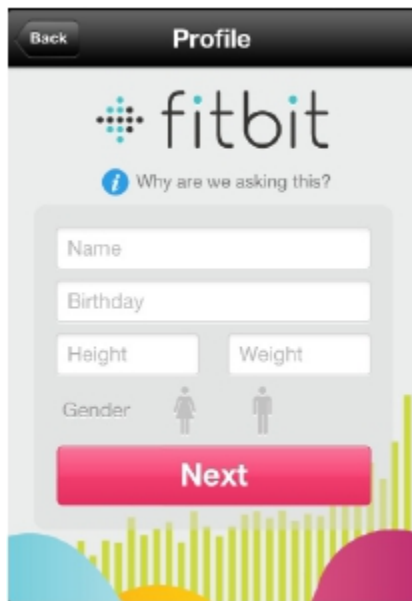 Back Profile
fitbit
i Why are we asking this?
Name
Birthday
Height Weight
Gender
Next